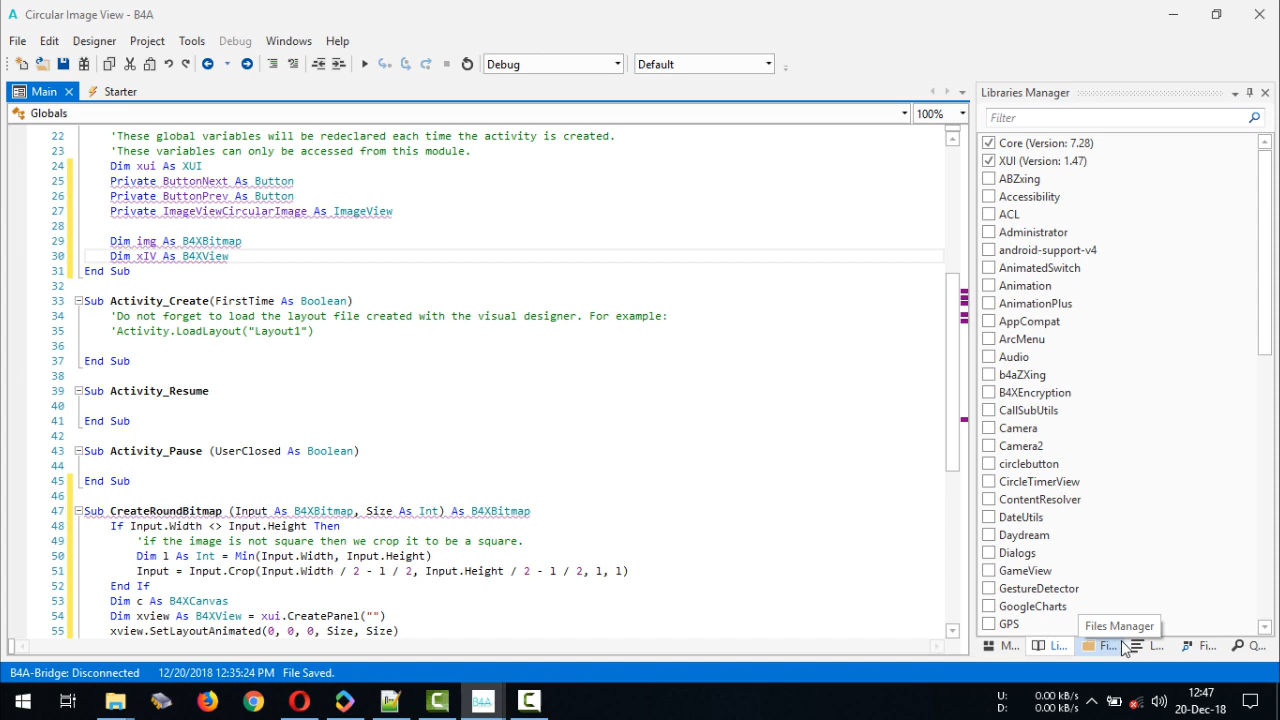 Circular Image View - B4A
File Edit Designer Project Tools Debug Windows Help
Debug Default
Main Starter
Globals 100%
22 'These global variables will be redeclared each time the activity is created.
23 'These variables can only be accessed from this module.
24 Dim xui As XUI
25 Private ButtonNext As Button
26 Private ButtonPrev As Button
27 Private ImageViewCircularImage As ImageView
28
29 Dim img As B4XBitmap
30 Dim xIV As B4XView
31 End Sub
32
33 Sub Activity_Create(FirstTime As Boolean)
34 'Do not forget to load the layout file created with the visual designer. For example:
35 'Activity.LoadLayout("Layout1")
36
37 End Sub
38
39 Sub Activity_Resume
40
41 End Sub
42
43 Sub Activity_Pause (UserClosed As Boolean)
44
45 End Sub
46
47 Sub CreateRoundBitmap (Input As B4XBitmap, Size As Int) As B4XBitmap
48 If Input.Width <> Input.Height Then
49 'if the image is not square then we crop it to be a square.
50 Dim l As Int = Min(Input.Width, Input.Height)
51 Input = Input.Crop(Input.Width / 2 - l / 2, Input.Height / 2 - l / 2, l, l)
52 End If
53 Dim c As B4XCanvas
54 Dim xview As B4XView = xui.CreatePanel("")
55 xview.SetLayoutAnimated(0, 0, 0, Size, Size)
Libraries Manager
Filter
Core (Version: 7.28)
XUI (Version: 1.47)
ABZxing
Accessibility
ACL
Administrator
android-support-v4
AnimatedSwitch
Animation
AnimationPlus
AppCompat
ArcMenu
Audio
b4aZXing
B4XEncryption
CallSubUtils
Camera
Camera2
circlebutton
CircleTimerView
ContentResolver
DateUtils
Daydream
Dialogs
GameView
GestureDetector
GoogleCharts
GPS
Files Manager
M... Li... Fi... L... Fi... Q...
B4A-Bridge: Disconnected 12/20/2018 12:35:24 PM File Saved.
B4A
U: 0.00 kB/s
D: 0.00 kB/s
12:47
20-Dec-18